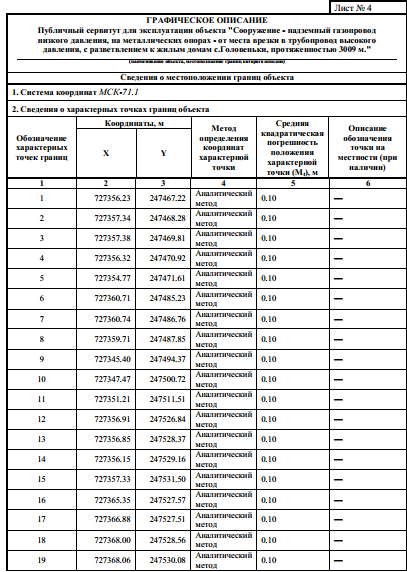 Лист № 4
ГРАФИЧЕСКОЕ ОПИСАНИЕ
Публичный сервитут для эксплуатации объекта "Сооружение - надземный газопровод
низкого давления, на металлических опорах - от места врезки в трубопровод высокого
давления, с разветлением к жилым домам с.Головеньки, протяженностью 3009 м."
(наименование объекта, местоположение границ которого описано)
Сведения о местоположении границ объекта
1. Система координат МСК-71.1
2. Сведения о характерных точках границ объекта
Обозначение характерных точек границ
Координаты, м
X
Y
Метод определения координат характерной точки
Средняя квадратическая погрешность положения характерной точки (Mt), м
Описание обозначения точки на местности (при наличии)
1 2 3 4 5 6
1 727356.23 247467.22 Аналитический метод 0.10 —
2 727357.34 247468.28 Аналитический метод 0.10 —
3 727357.38 247469.81 Аналитический метод 0.10 —
4 727356.32 247470.92 Аналитический метод 0.10 —
5 727354.77 247471.61 Аналитический метод 0.10 —
6 727360.71 247485.23 Аналитический метод 0.10 —
7 727360.74 247486.76 Аналитический метод 0.10 —
8 727359.71 247487.85 Аналитический метод 0.10 —
9 727345.40 247494.37 Аналитический метод 0.10 —
10 727347.47 247500.72 Аналитический метод 0.10 —
11 727351.21 247511.51 Аналитический метод 0.10 —
12 727356.91 247526.84 Аналитический метод 0.10 —
13 727356.85 247528.37 Аналитический метод 0.10 —
14 727356.15 247529.16 Аналитический метод 0.10 —
15 727357.33 247531.50 Аналитический метод 0.10 —
16 727365.35 247527.57 Аналитический метод 0.10 —
17 727366.88 247527.51 Аналитический метод 0.10 —
18 727368.00 247528.56 Аналитический метод 0.10 —
19 727368.06 247530.08 Аналитический метод 0.10 —